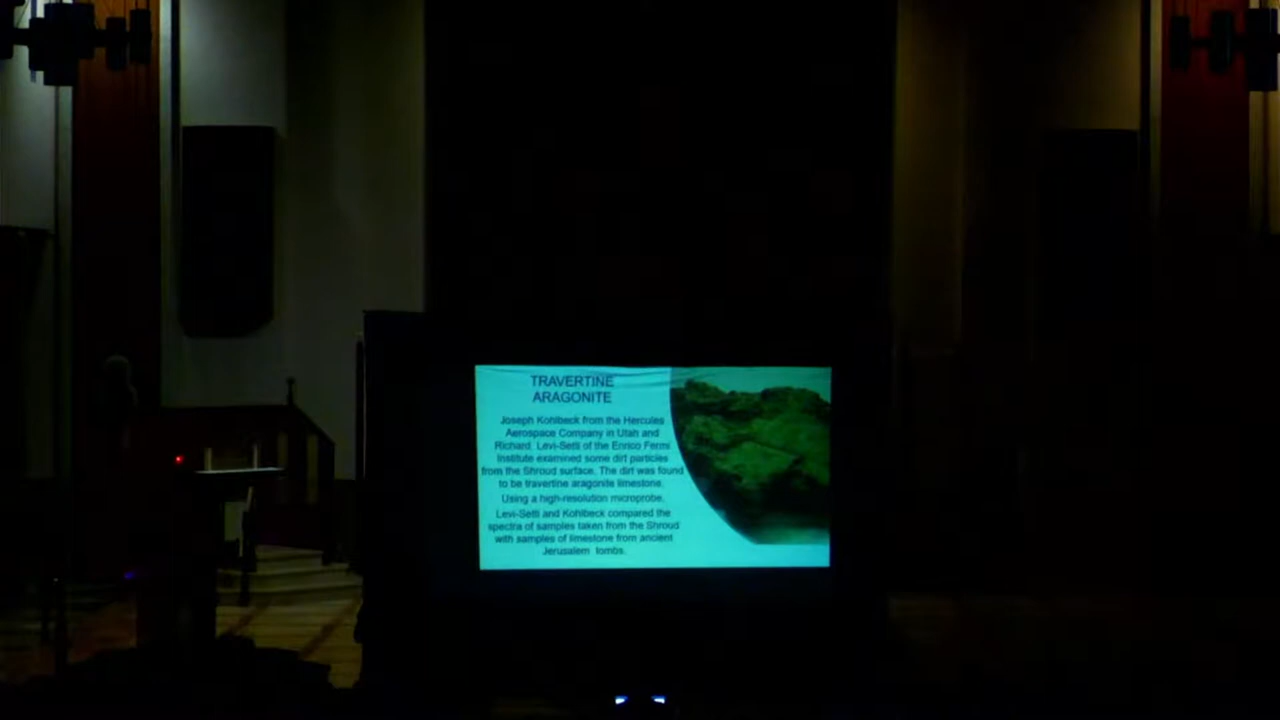 TRAVERTINE
ARAGONITE
Joseph Kohlbeck from the Hercules
Aerospace Company in Utah and
Richard. Levi-Setti of the Enrico Fermi
Institute examined some dirt particles
from the Shroud surface. The dirt was found
to be travertine aragonite limestone.
Using a high-resolution microprobe,
Levi-Setti and Kohlbeck compared the
spectra of samples taken from the Shroud
with samples of limestone from ancient
Jerusalem tombs.